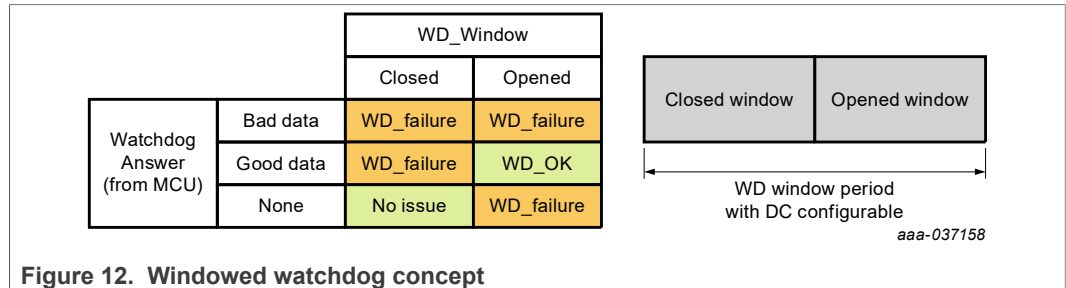 WD_Window
Closed Opened
Watchdog
Answer
(from MCU)
Bad data WD_failure WD_failure
Good data WD_failure WD_OK
None No issue WD_failure
Closed window Opened window
WD window period
with DC configurable
aaa-037158
Figure 12. Windowed watchdog concept